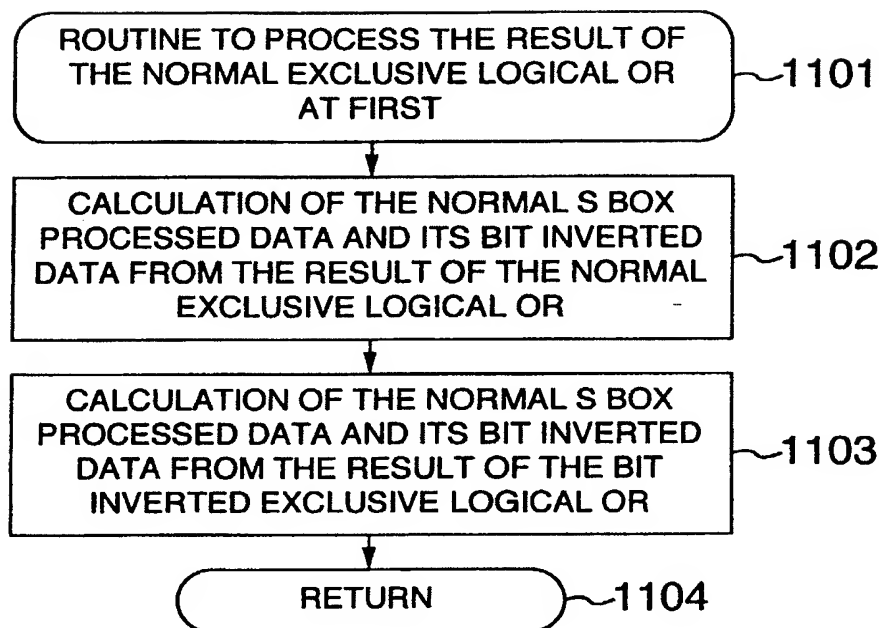 ROUTINE TO PROCESS THE RESULT OF
THE NORMAL EXCLUSIVE LOGICAL OR
AT FIRST
1101
CALCULATION OF THE NORMAL S BOX
PROCESSED DATA AND ITS BIT INVERTED
DATA FROM THE RESULT OF THE NORMAL
EXCLUSIVE LOGICAL OR
1102
CALCULATION OF THE NORMAL S BOX
PROCESSED DATA AND ITS BIT INVERTED
DATA FROM THE RESULT OF THE BIT
INVERTED EXCLUSIVE LOGICAL OR
1103
RETURN
1104